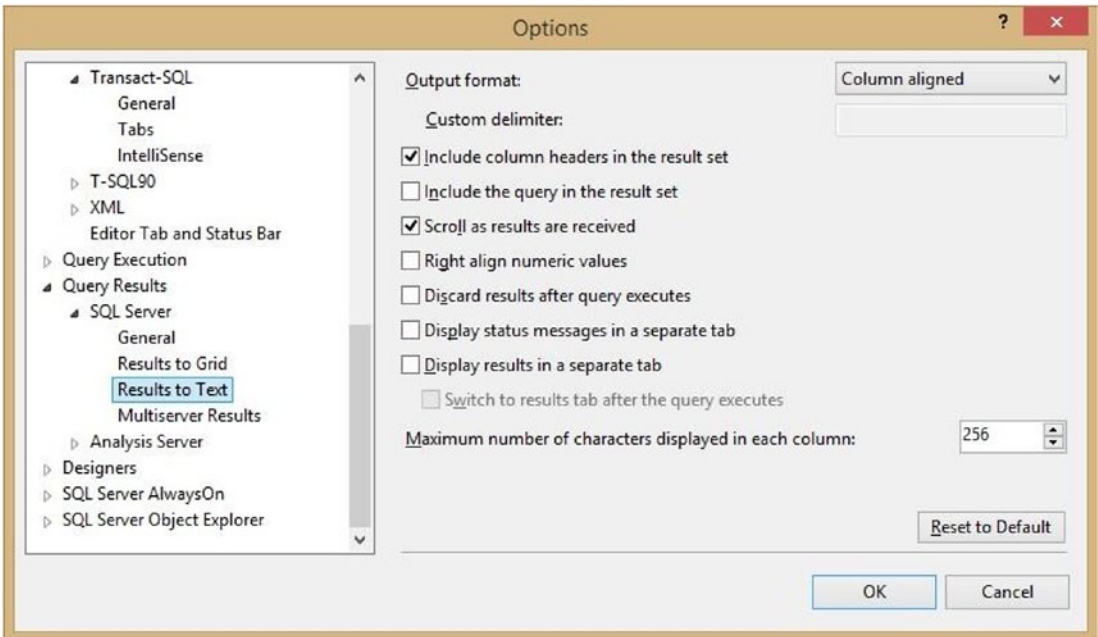 Options
?
Transact-SQL
General
Tabs
IntelliSense
T-SQL90
XML
Editor Tab and Status Bar
Query Execution
Query Results
SQL Server
General
Results to Grid
Results to Text
Multiserver Results
Analysis Server
Designers
SQL Server AlwaysOn
SQL Server Object Explorer
Output format: Column aligned
Custom delimiter:
Include column headers in the result set
Include the query in the result set
Scroll as results are received
Right align numeric values
Discard results after query executes
Display status messages in a separate tab
Display results in a separate tab
Switch to results tab after the query executes
Maximum number of characters displayed in each column: 256
Reset to Default
OK Cancel